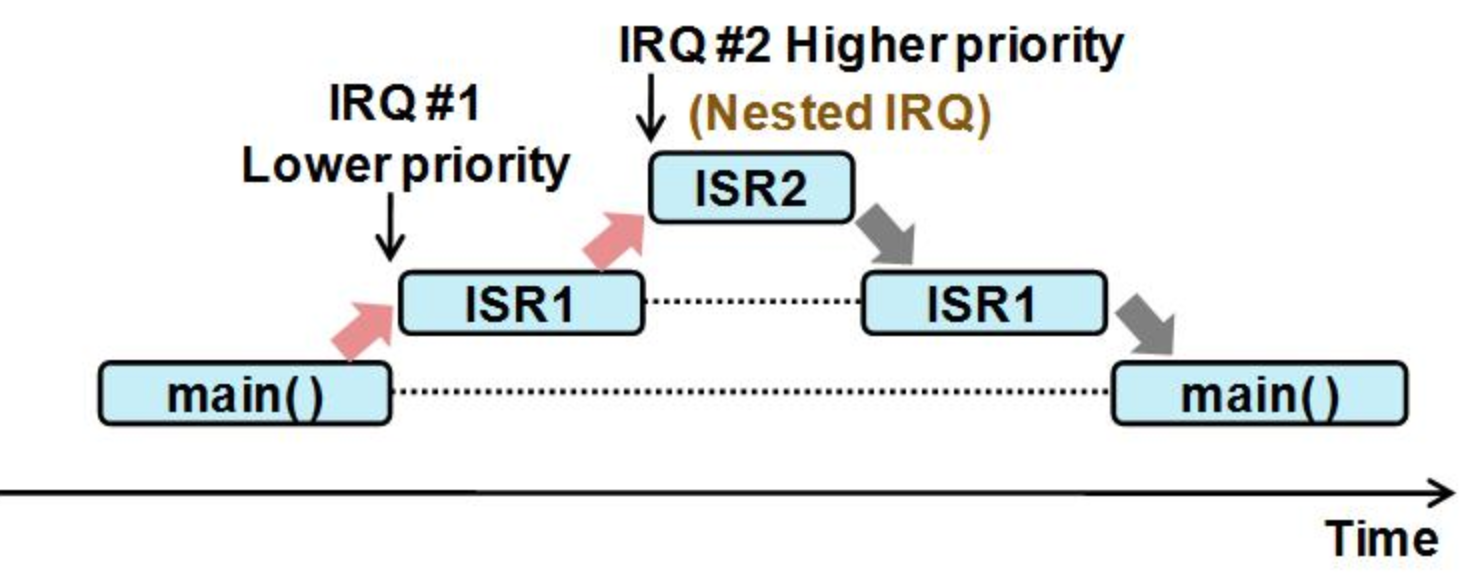 IRQ #2 Higher priority
(Nested IRQ)
IRQ #1
Lower priority
ISR2
ISR1
ISR1
main()
main()
Time